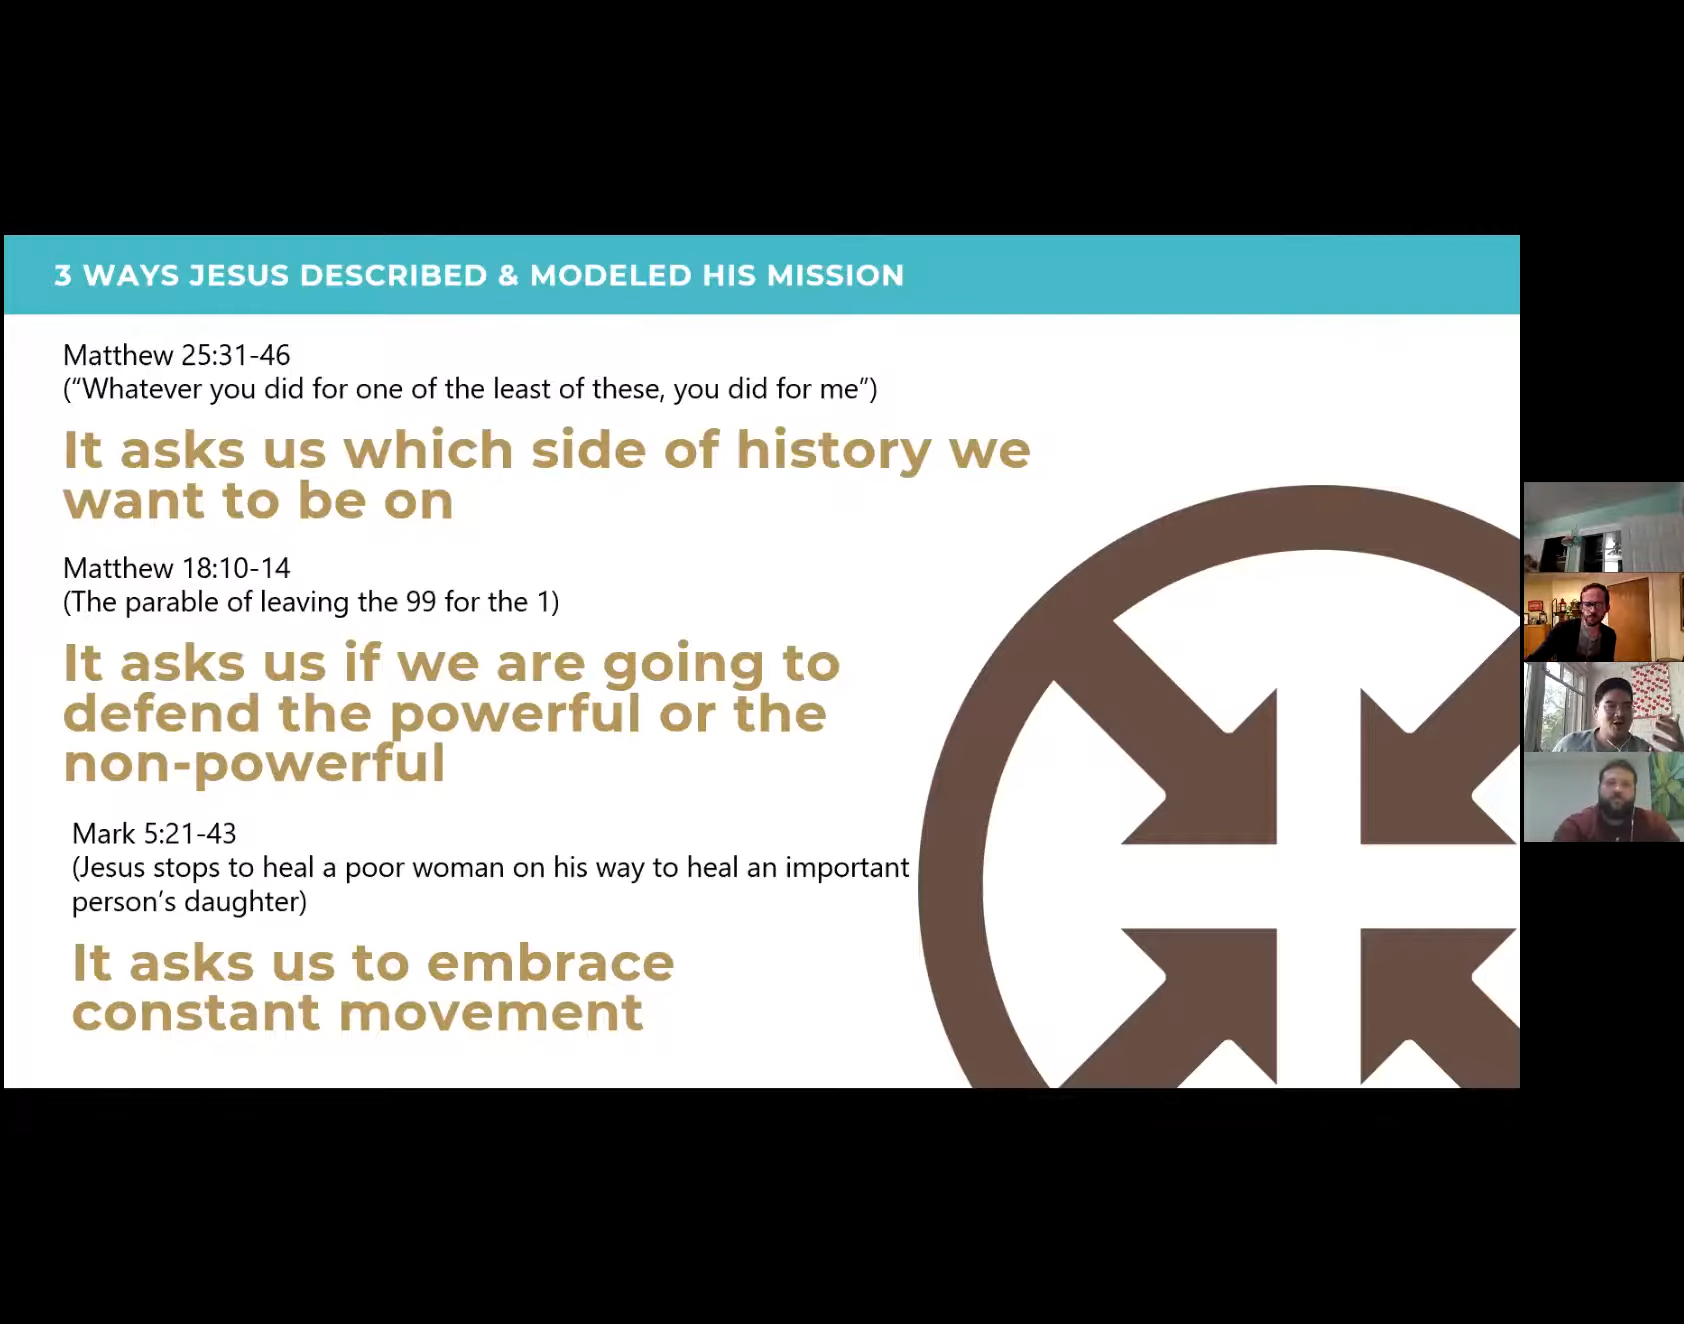 3 WAYS JESUS DESCRIBED & MODELED HIS MISSION
Matthew 25:31-46
(“Whatever you did for one of the least of these, you did for me”)
It asks us which side of history we
want to be on
Matthew 18:10-14
(The parable of leaving the 99 for the 1)
It asks us if we are going to
defend the powerful or the
non-powerful
Mark 5:21-43
(Jesus stops to heal a poor woman on his way to heal an important
person’s daughter)
It asks us to embrace
constant movement